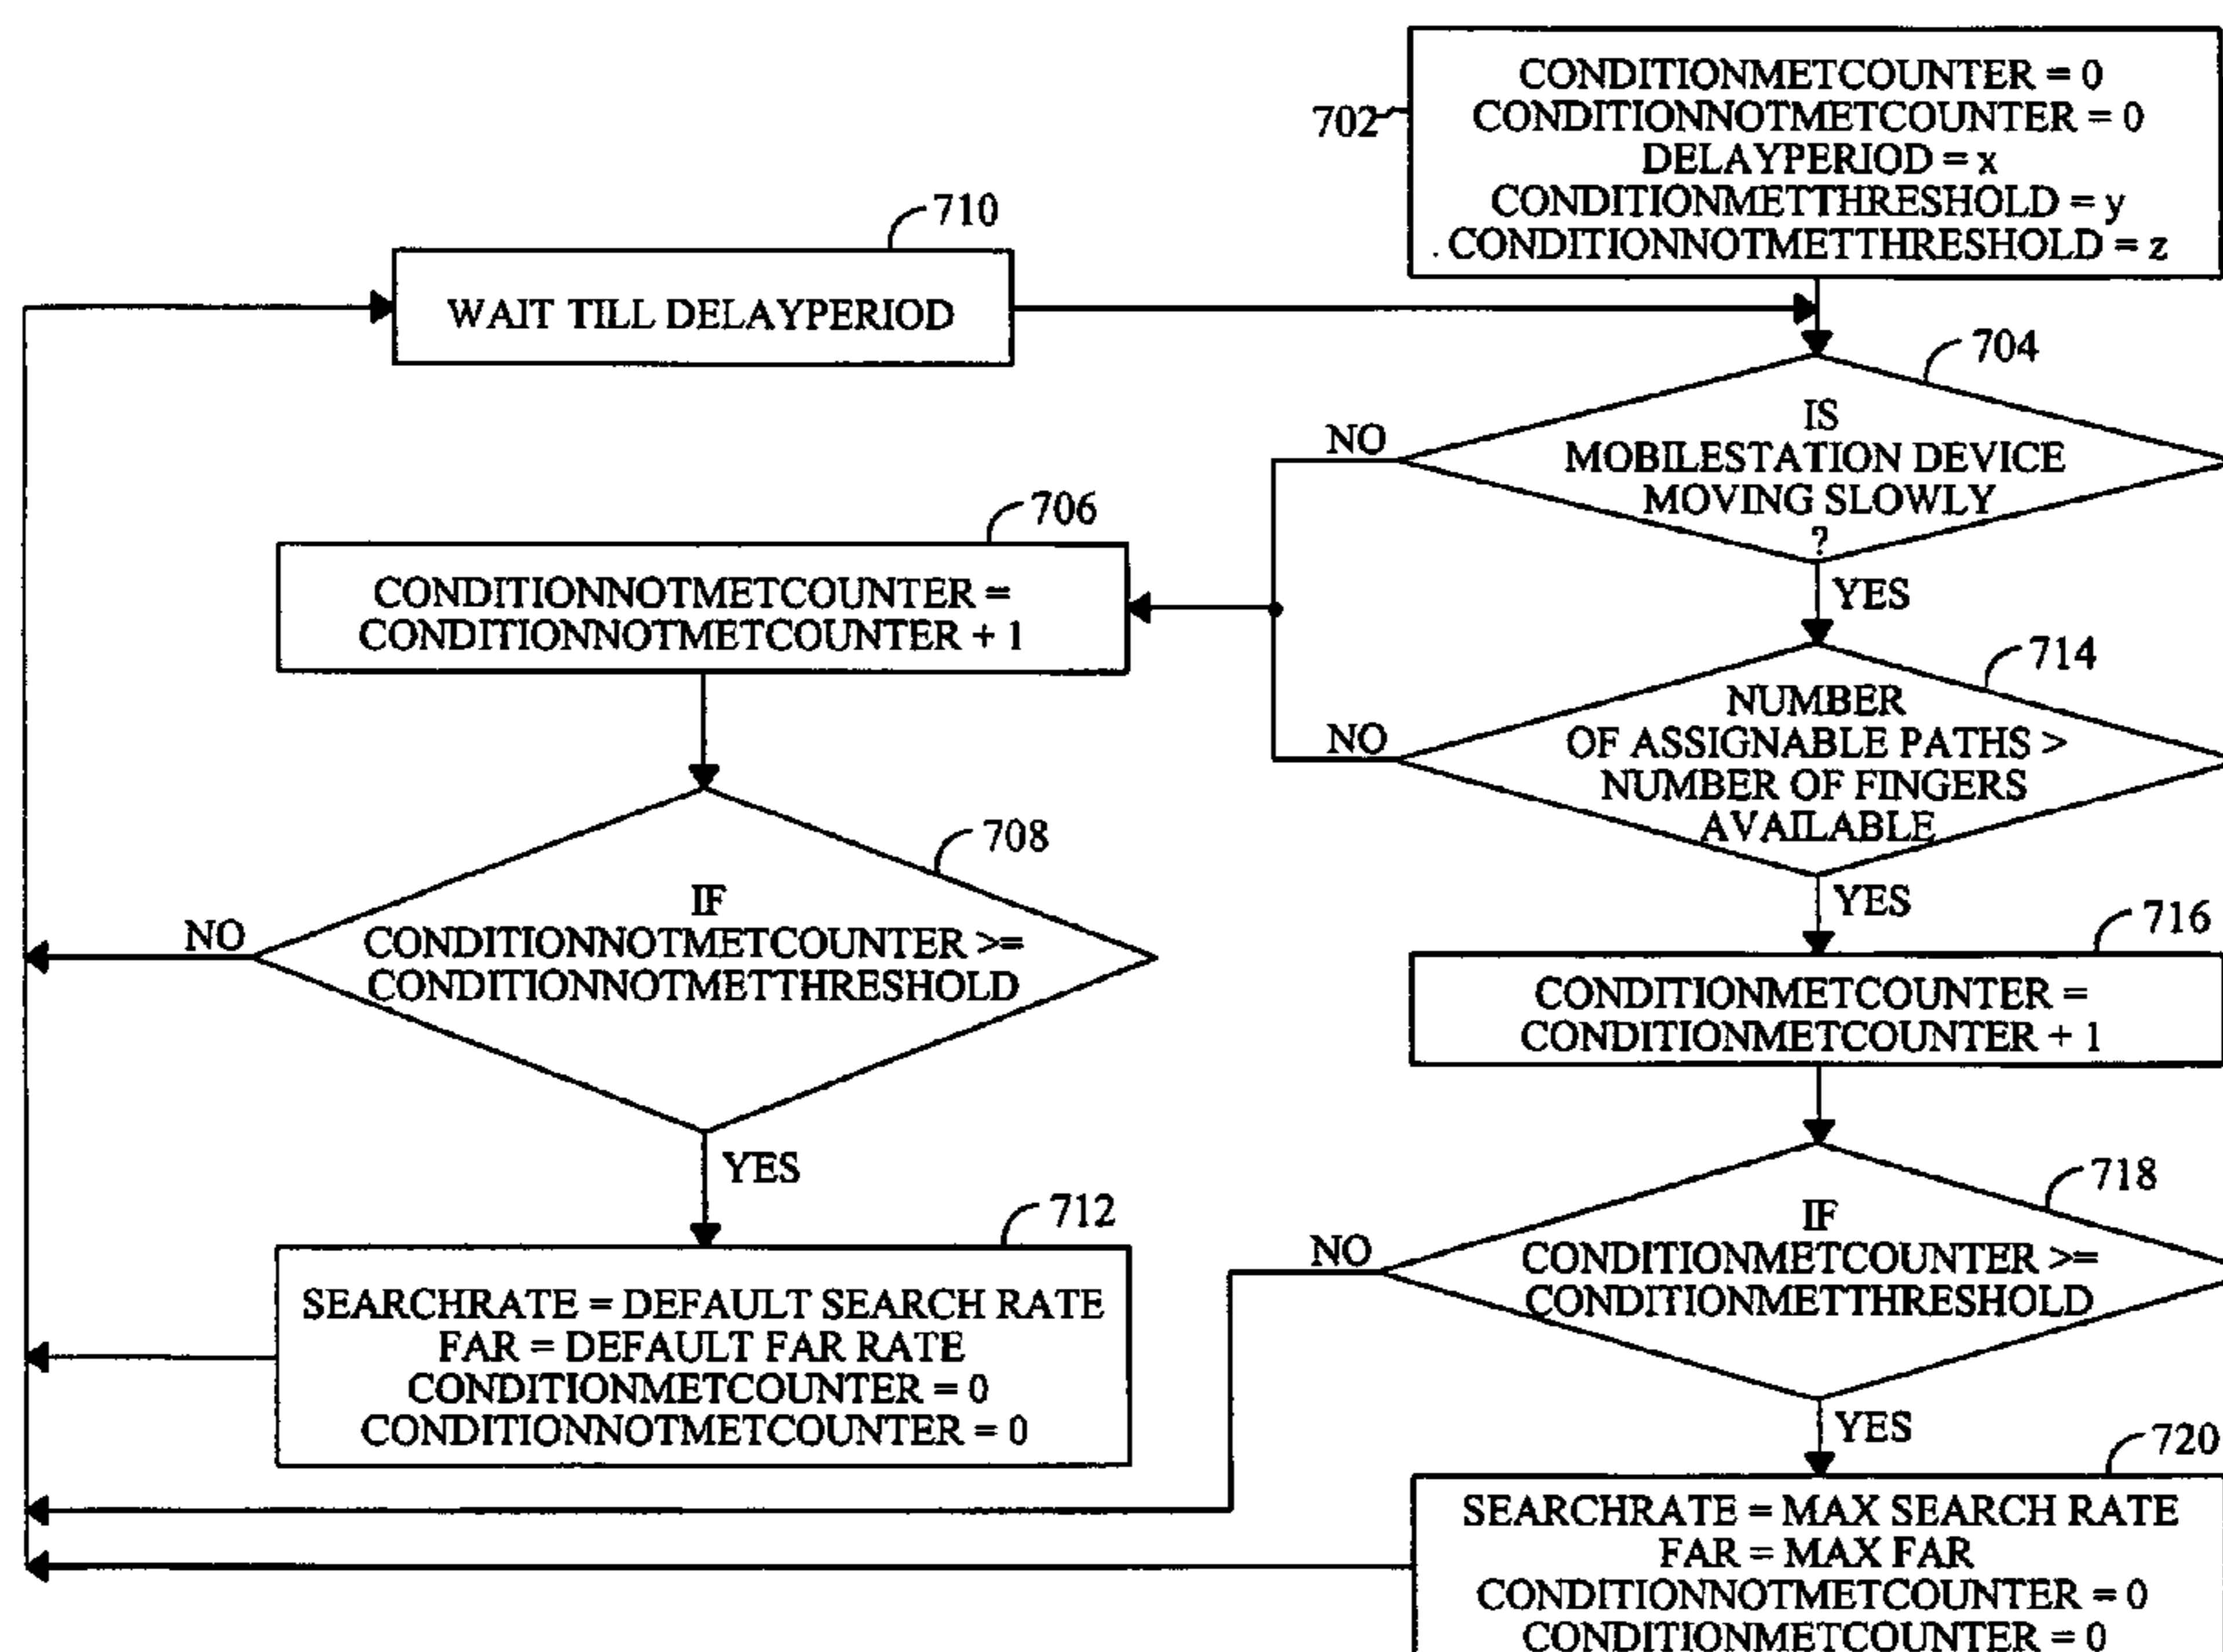 CONDITIONMETCOUNTER = 0
CONDITIONNOTMETCOUNTER = 0
DELAYPERIOD = x
CONDITIONMETTHRESHOLD = y
CONDITIONNOTMETTHRESHOLD = z
702
710
WAIT TILL DELAYPERIOD
704
IS
MOBILESTATION DEVICE
MOVING SLOWLY
?
NO
YES
706
CONDITIONNOTMETCOUNTER =
CONDITIONNOTMETCOUNTER + 1
714
NUMBER
OF ASSIGNABLE PATHS >
NUMBER OF FINGERS
AVAILABLE
NO
YES
708
IF
CONDITIONNOTMETCOUNTER >=
CONDITIONNOTMETTHRESHOLD
NO
YES
716
CONDITIONMETCOUNTER =
CONDITIONMETCOUNTER + 1
718
IF
CONDITIONMETCOUNTER >=
CONDITIONMETTHRESHOLD
NO
YES
712
SEARCHRATE = DEFAULT SEARCH RATE
FAR = DEFAULT FAR RATE
CONDITIONMETCOUNTER = 0
CONDITIONNOTMETCOUNTER = 0
720
SEARCHRATE = MAX SEARCH RATE
FAR = MAX FAR
CONDITIONNOTMETCOUNTER = 0
CONDITIONMETCOUNTER = 0